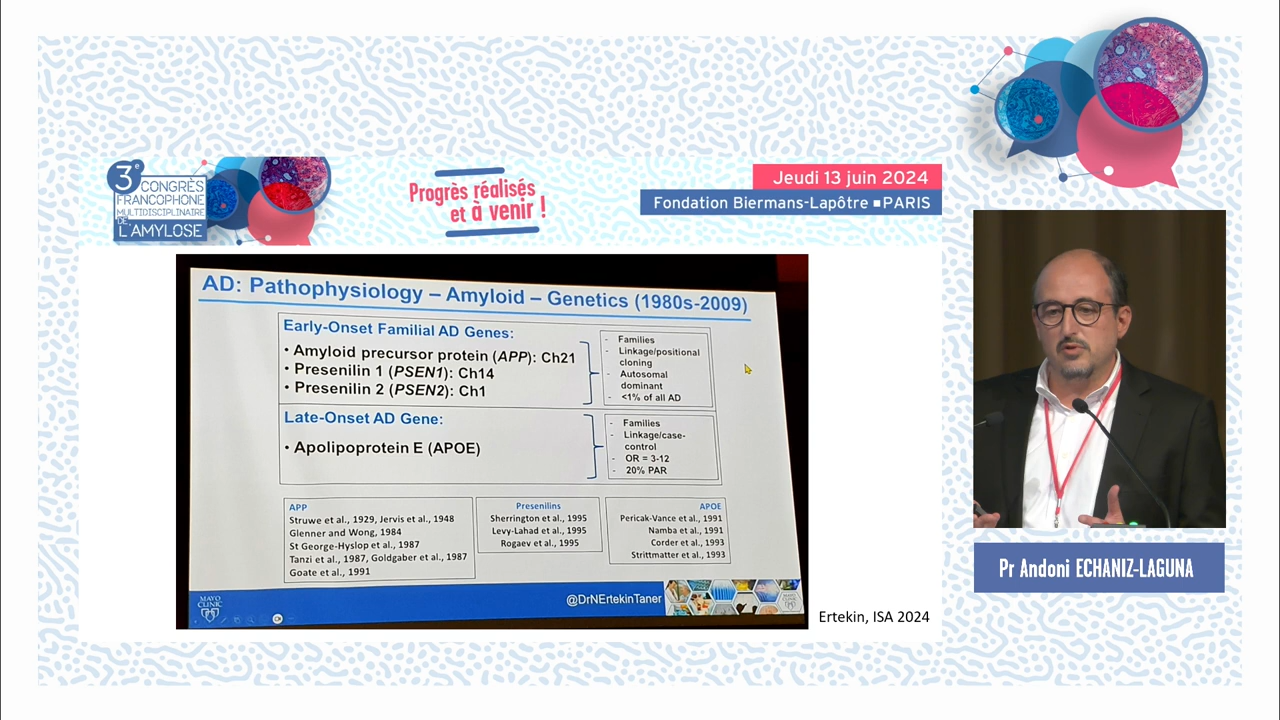 3e CONGRÈS
FRANCOPHONE
MULTIDISCIPLINAIRE
DE L'AMYLOSE
Progrès réalisés
et à venir !
Jeudi 13 juin 2024
Fondation Biermans-Lapôtre ■ PARIS
AD: Pathophysiology – Amyloid – Genetics (1980s-2009)
Early-Onset Familial AD Genes:
• Amyloid precursor protein (APP): Ch21
• Presenilin 1 (PSEN1): Ch14
• Presenilin 2 (PSEN2): Ch1
- Families
- Linkage/positional
cloning
- Autosomal
dominant
- <1% of all AD
Late-Onset AD Gene:
• Apolipoprotein E (APOE)
- Families
- Linkage/case-
control
- OR = 3-12
- 20% PAR
APP
Struwe et al., 1929, Jervis et al., 1948
Glenner and Wong, 1984
St George-Hyslop et al., 1987
Tanzi et al., 1987, Goldgaber et al., 1987
Goate et al., 1991
Presenilins
Sherrington et al., 1995
Levy-Lahad et al., 1995
Rogaev et al., 1995
APOE
Pericak-Vance et al., 1991
Namba et al., 1991
Corder et al., 1993
Strittmatter et al., 1993
MAYO
CLINIC
@DrNErtekinTaner
Ertekin, ISA 2024
Pr Andoni ECHANIZ-LAGUNA